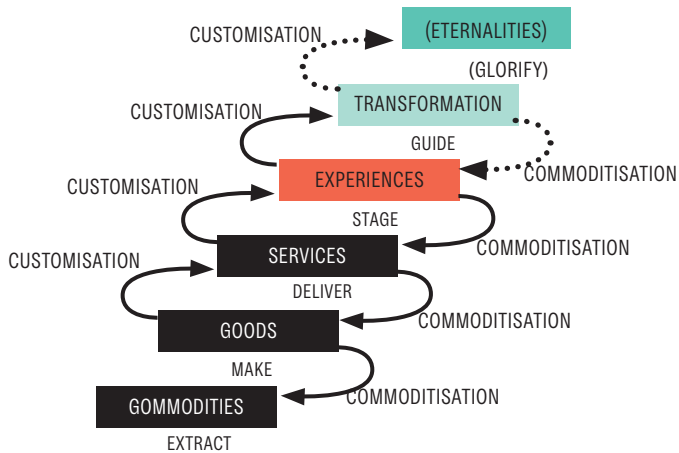 CUSTOMISATION
(ETERNALITIES)
(GLORIFY)
TRANSFORMATION
CUSTOMISATION
GUIDE
COMMODITISATION
EXPERIENCES
CUSTOMISATION
STAGE
COMMODITISATION
SERVICES
CUSTOMISATION
DELIVER
COMMODITISATION
GOODS
MAKE
COMMODITISATION
GOMMODITIES
EXTRACT